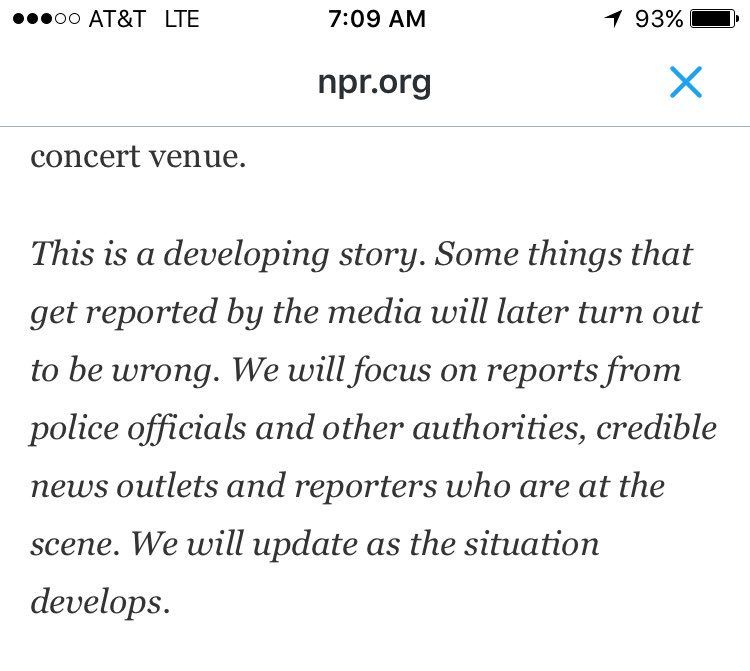 AT&T LTE 7:09 AM 93%
npr.org
concert venue.
This is a developing story. Some things that
get reported by the media will later turn out
to be wrong. We will focus on reports from
police officials and other authorities, credible
news outlets and reporters who are at the
scene. We will update as the situation
develops.